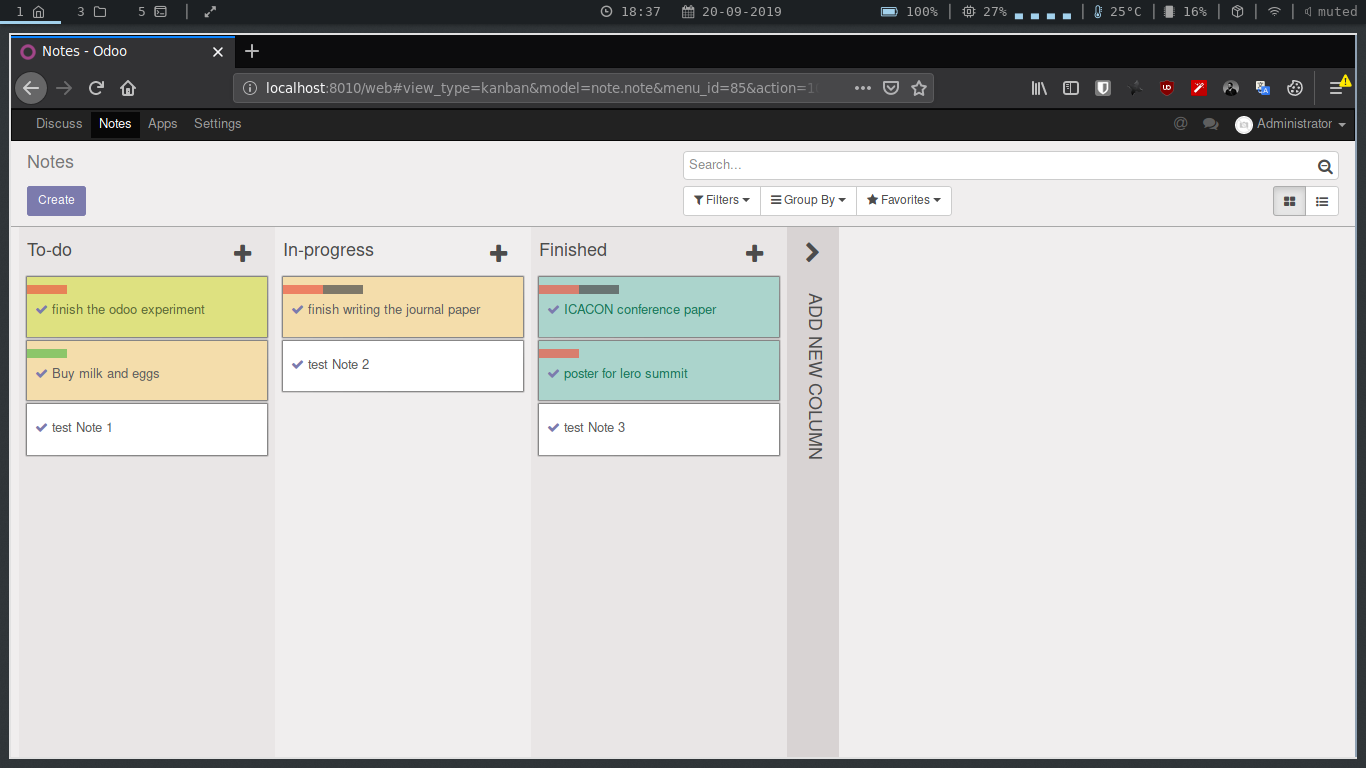 1 3 5 18:37 20-09-2019 100% 27% 25°C 16% muted
Notes - Odoo
localhost:8010/web#view_type=kanban&model=note.note&menu_id=85&action=1
Discuss Notes Apps Settings Administrator
Notes
Search...
Create
Filters Group By Favorites
To-do
finish the odoo experiment
Buy milk and eggs
test Note 1
In-progress
finish writing the journal paper
test Note 2
Finished
ICACON conference paper
poster for lero summit
test Note 3
ADD NEW COLUMN